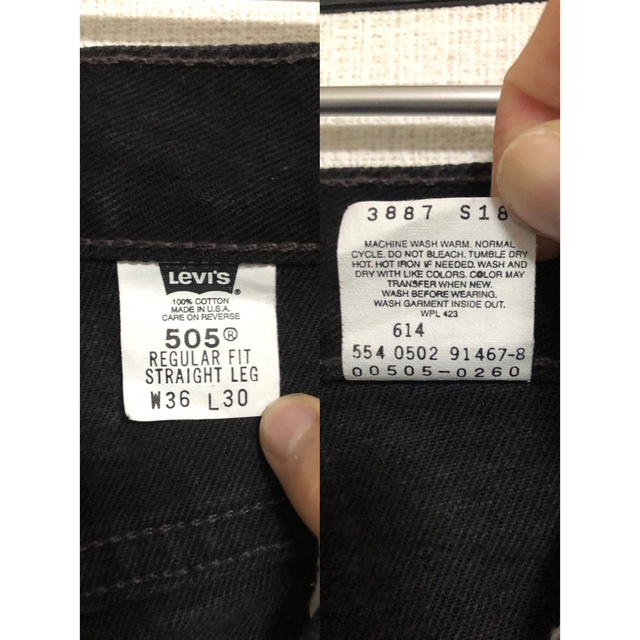 Levi's
100% COTTON
MADE IN U.S.A.
CARE ON REVERSE
505®
REGULAR FIT
STRAIGHT LEG
W36 L30
3887 S18
MACHINE WASH WARM. NORMAL
CYCLE. DO NOT BLEACH. TUMBLE DRY
HOT. HOT IRON IF NEEDED. WASH AND
DRY WITH LIKE COLORS. COLOR MAY
TRANSFER WHEN NEW.
WASH BEFORE WEARING.
WASH GARMENT INSIDE OUT.
WPL 423
614
554 0502 91467-8
00505-0260